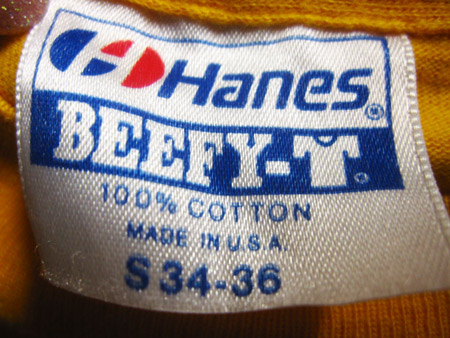 Hanes®
BEEFY-T®
100% COTTON
MADE IN U.S.A.
S 34-36